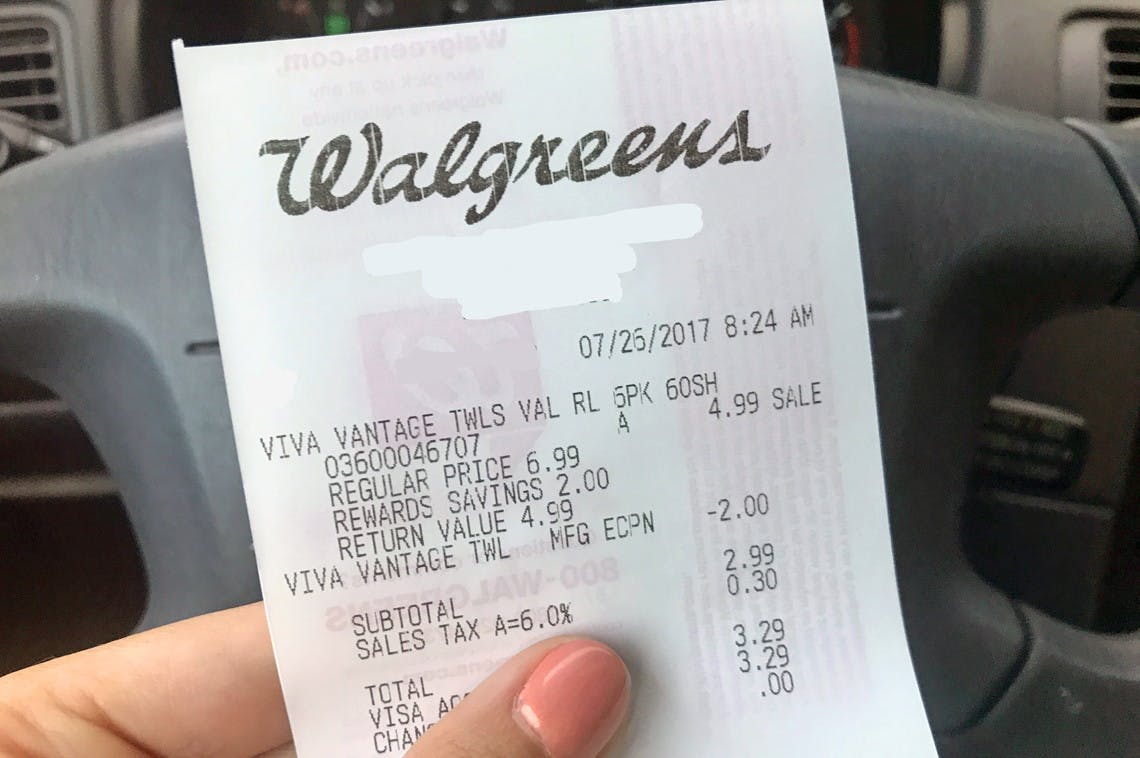 Walgreens
07/26/2017 8:24 AM
VIVA VANTAGE TWLS VAL RL 6PK 60SH
03600046707 A 4.99 SALE
REGULAR PRICE 6.99
REWARDS SAVINGS 2.00
RETURN VALUE 4.99
VIVA VANTAGE TWL MFG ECPN -2.00
SUBTOTAL 2.99
SALES TAX A=6.0% 0.30
TOTAL 3.29
VISA 3.29
.00